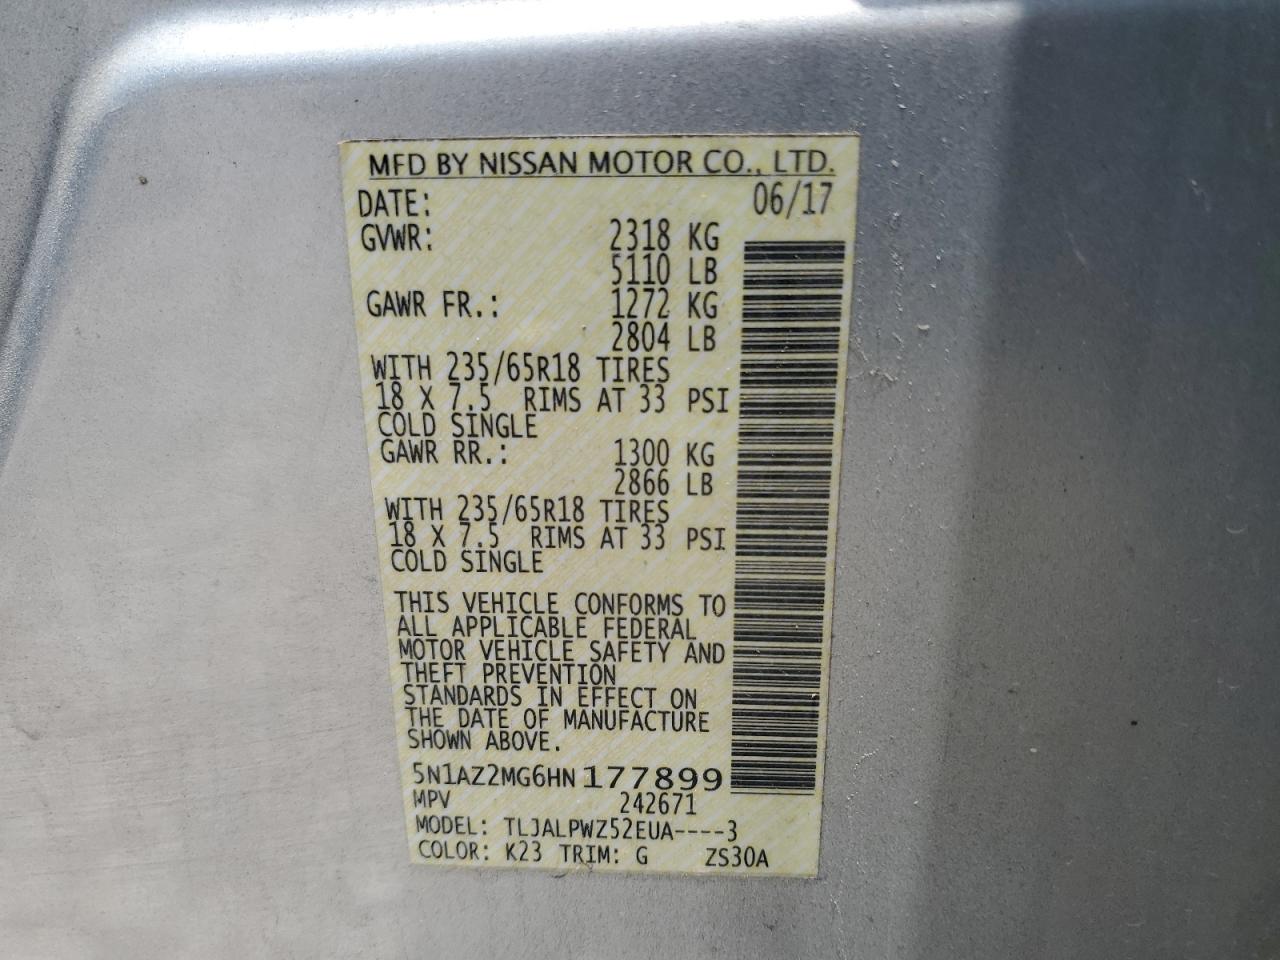 MFD BY NISSAN MOTOR CO., LTD.
DATE: 06/17
GVWR: 2318 KG
5110 LB
GAWR FR.: 1272 KG
2804 LB
WITH 235/65R18 TIRES
18 X 7.5 RIMS AT 33 PSI
COLD SINGLE
GAWR RR.: 1300 KG
2866 LB
WITH 235/65R18 TIRES
18 X 7.5 RIMS AT 33 PSI
COLD SINGLE
THIS VEHICLE CONFORMS TO
ALL APPLICABLE FEDERAL
MOTOR VEHICLE SAFETY AND
THEFT PREVENTION
STANDARDS IN EFFECT ON
THE DATE OF MANUFACTURE
SHOWN ABOVE.
5N1AZ2MG6HN177899
MPV 242671
MODEL: TLJALPWZ52EUA----3
COLOR: K23 TRIM: G ZS30A